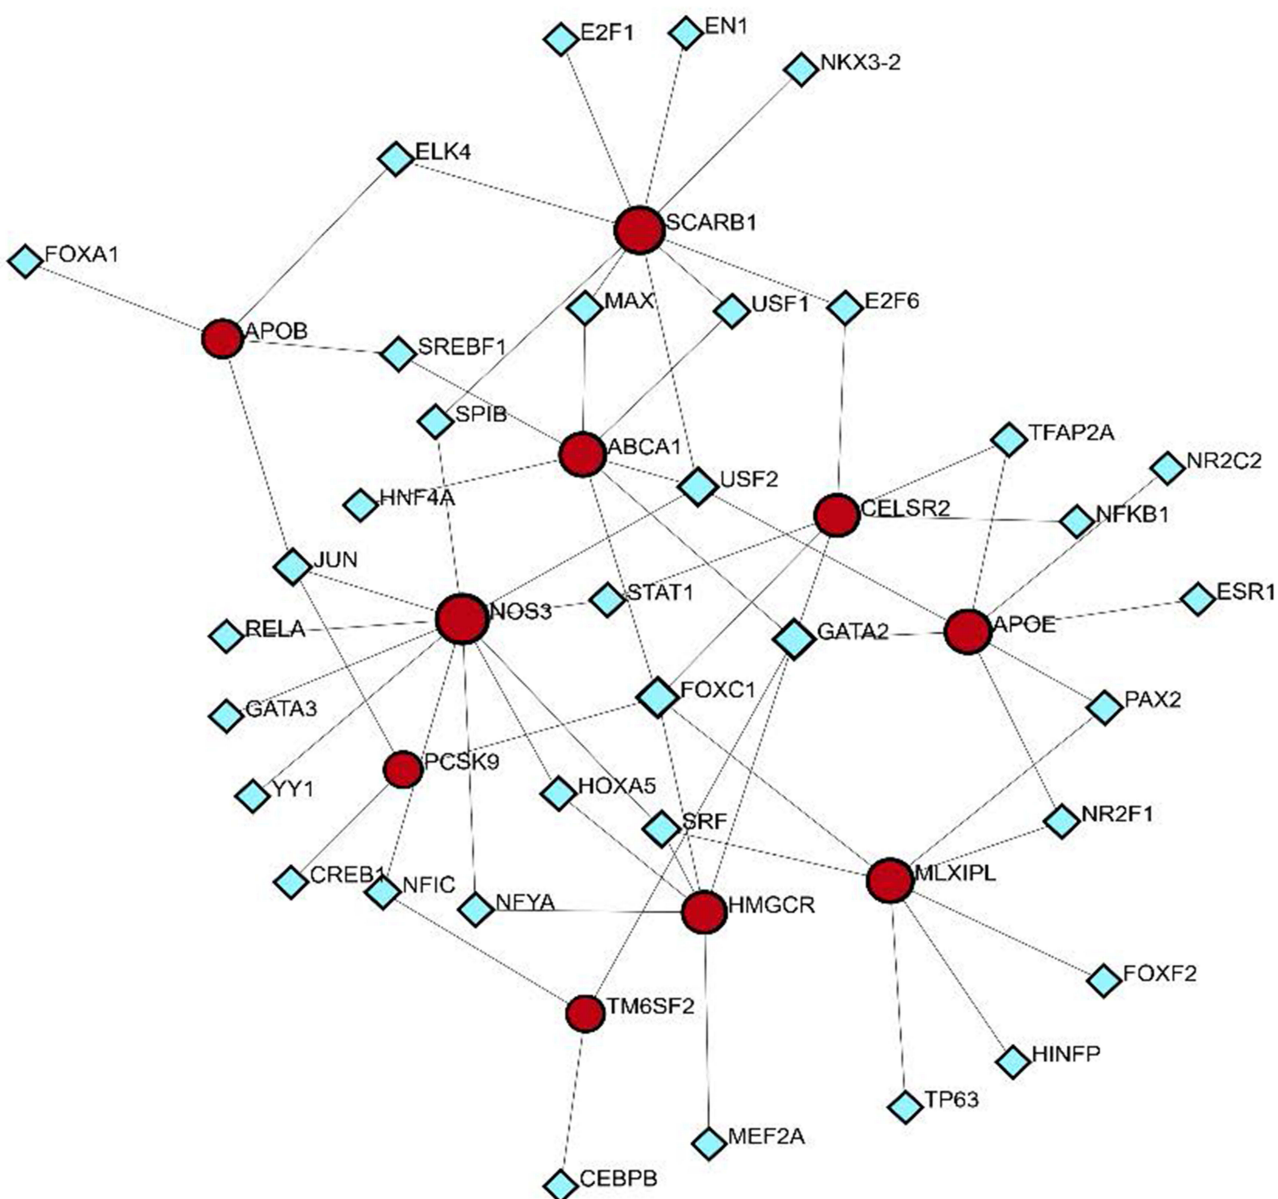 E2F1
EN1
NKX3-2
ELK4
SCARB1
FOXA1
MAX
USF1
E2F6
APOB
SREBF1
SPIB
ABCA1
TFAP2A
NR2C2
HNF4A
USF2
CELSR2
NFKB1
JUN
STAT1
ESR1
NOS3
RELA
GATA2
APOE
FOXC1
PAX2
GATA3
PCSK9
YY1
HOXA5
SRF
NR2F1
CREB1
NFIC
NFYA
HMGCR
MLXIPL
FOXF2
TM6SF2
HINFP
TP63
MEF2A
CEBPB